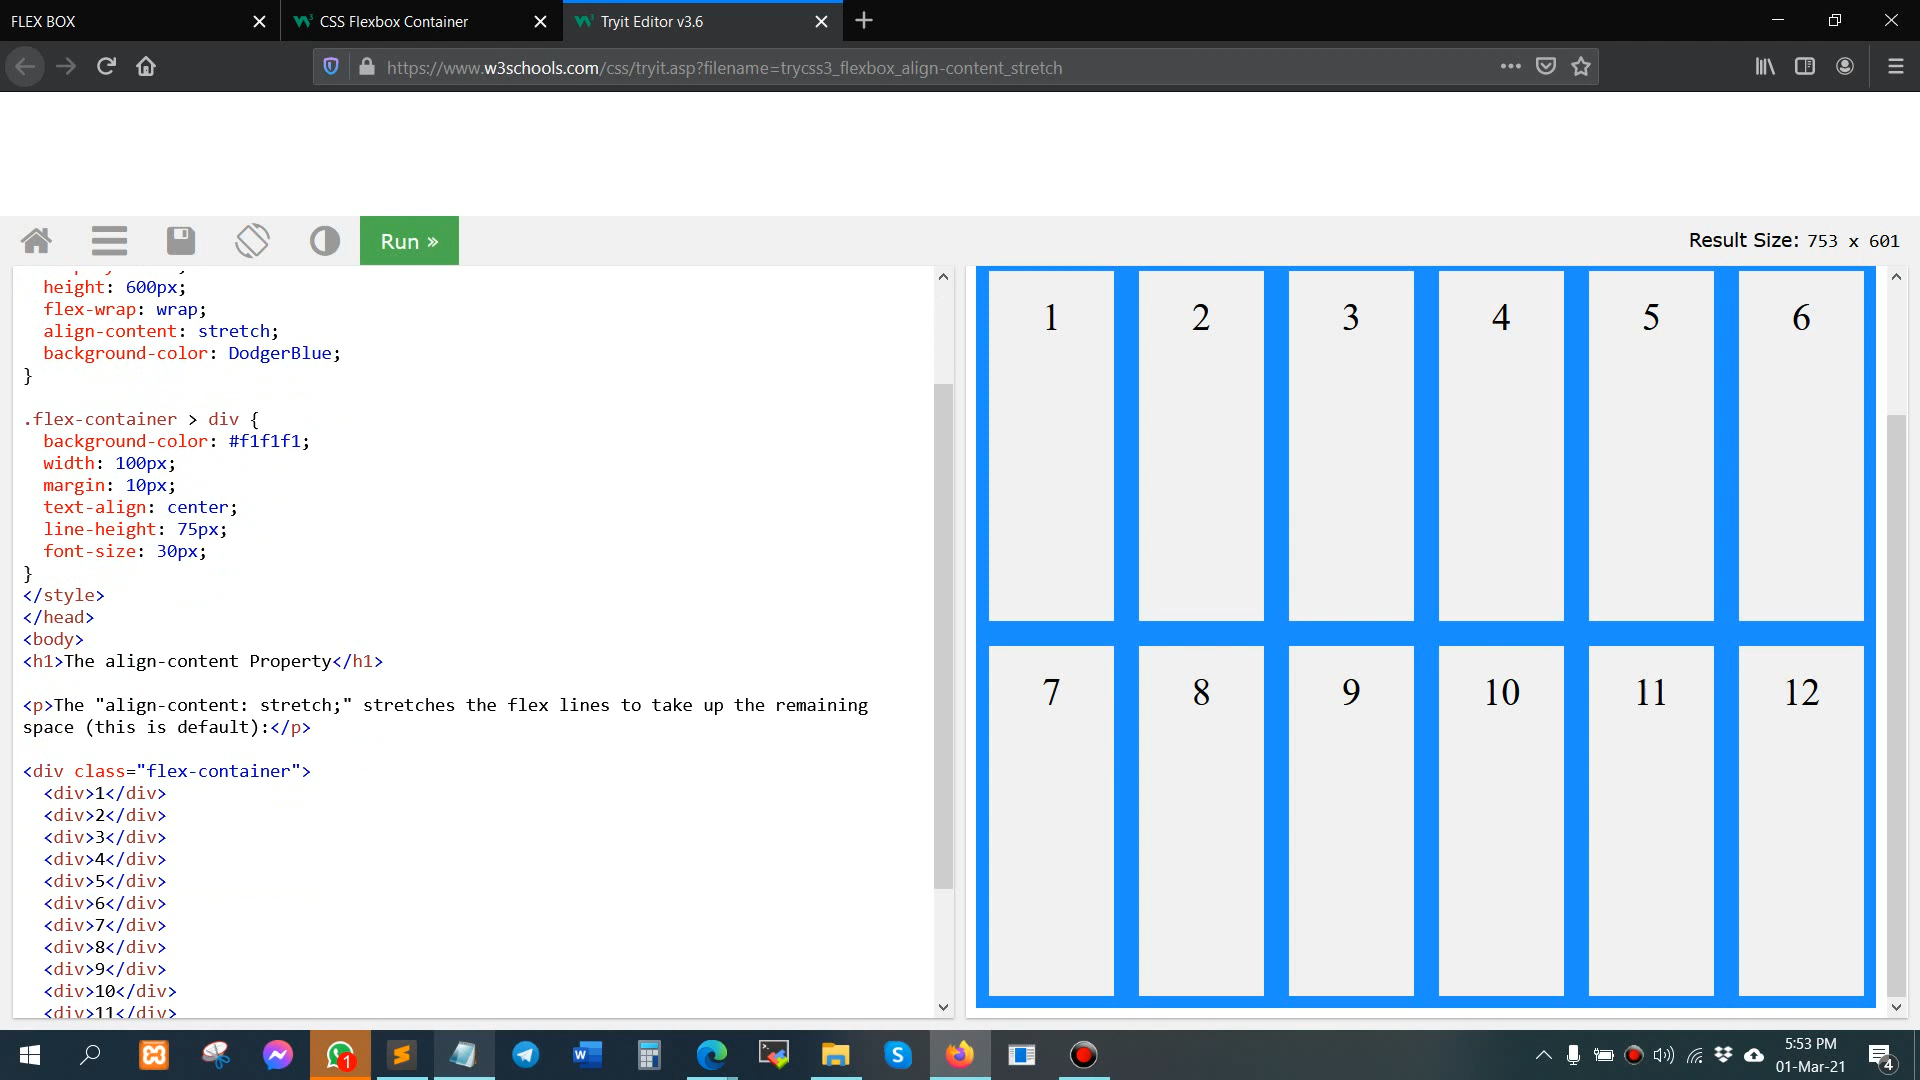 FLEX BOX
CSS Flexbox Container
Tryit Editor v3.6
https://www.w3schools.com/css/tryit.asp?filename=trycss3_flexbox_align-content_stretch
Run »
Result Size: 753 x 601
height: 600px;
flex-wrap: wrap;
align-content: stretch;
background-color: DodgerBlue;
}
.flex-container > div {
background-color: #f1f1f1;
width: 100px;
margin: 10px;
text-align: center;
line-height: 75px;
font-size: 30px;
}
</style>
</head>
<body>
<h1>The align-content Property</h1>
<p>The "align-content: stretch;" stretches the flex lines to take up the remaining
space (this is default):</p>
<div class="flex-container">
<div>1</div>
<div>2</div>
<div>3</div>
<div>4</div>
<div>5</div>
<div>6</div>
<div>7</div>
<div>8</div>
<div>9</div>
<div>10</div>
<div>11</div>
1 2 3 4 5 6
7 8 9 10 11 12
1
5:53 PM
01-Mar-21
4